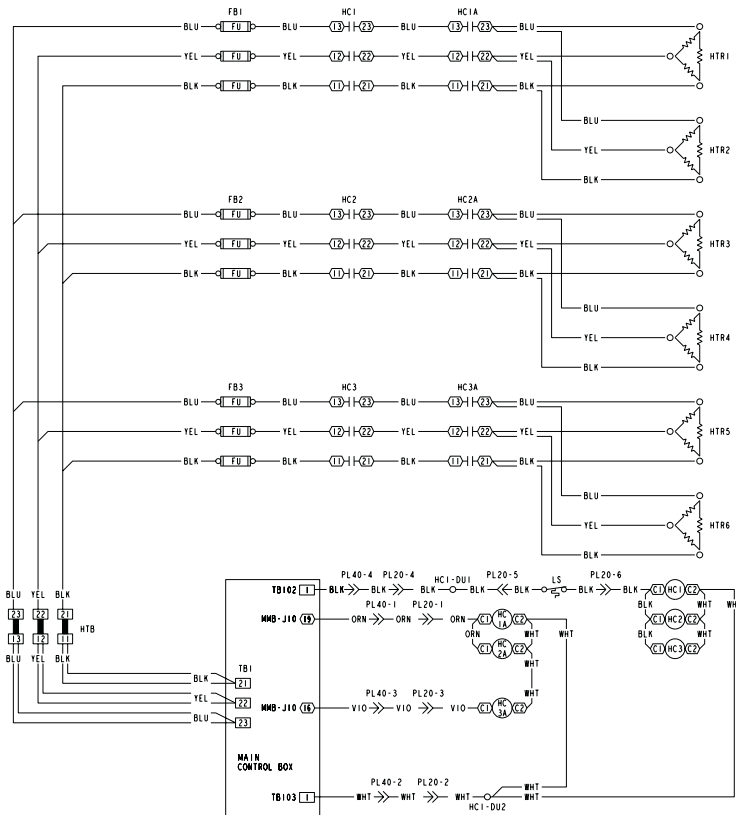 FB1 HC1 HC1A
BLU FU BLU 13 23 BLU 13 23 BLU
YEL FU YEL 12 22 YEL 12 22 YEL HTR1
BLK FU BLK 11 21 BLK 11 21 BLK
BLU
YEL HTR2
BLK
FB2 HC2 HC2A
BLU FU BLU 13 23 BLU 13 23 BLU
YEL FU YEL 12 22 YEL 12 22 YEL HTR3
BLK FU BLK 11 21 BLK 11 21 BLK
BLU
YEL HTR4
BLK
FB3 HC3 HC3A
BLU FU BLU 13 23 BLU 13 23 BLU
YEL FU YEL 12 22 YEL 12 22 YEL HTR5
BLK FU BLK 11 21 BLK 11 21 BLK
BLU
YEL HTR6
BLK
PL40-4 PL20-4 HC1-DU1 PL20-5 LS PL20-6
BLU YEL BLK TB102 1 BLK BLK BLK BLK BLK BLK C1 HC1 C2
23 22 21 HTB PL40-1 PL20-1 BLK WHT WH
MMB-J10 19 ORN ORN ORN C1 HC 1A C2 C1 HC2 C2
13 12 11 ORN WHT WHT BLK WHT
BLU YEL BLK C1 HC 2A C2 C1 HC3 C2
WHT
TB1
BLK 21 PL40-3 PL20-3 WHT
YEL 22 MMB-J10 16 VIO VIO VIO C1 HC 3A C2
BLU 23 WHT
MAIN
CONTROL BOX
PL40-2 PL20-2 WHT
TB103 1 WHT WHT WHT WHT
HC1-DU2